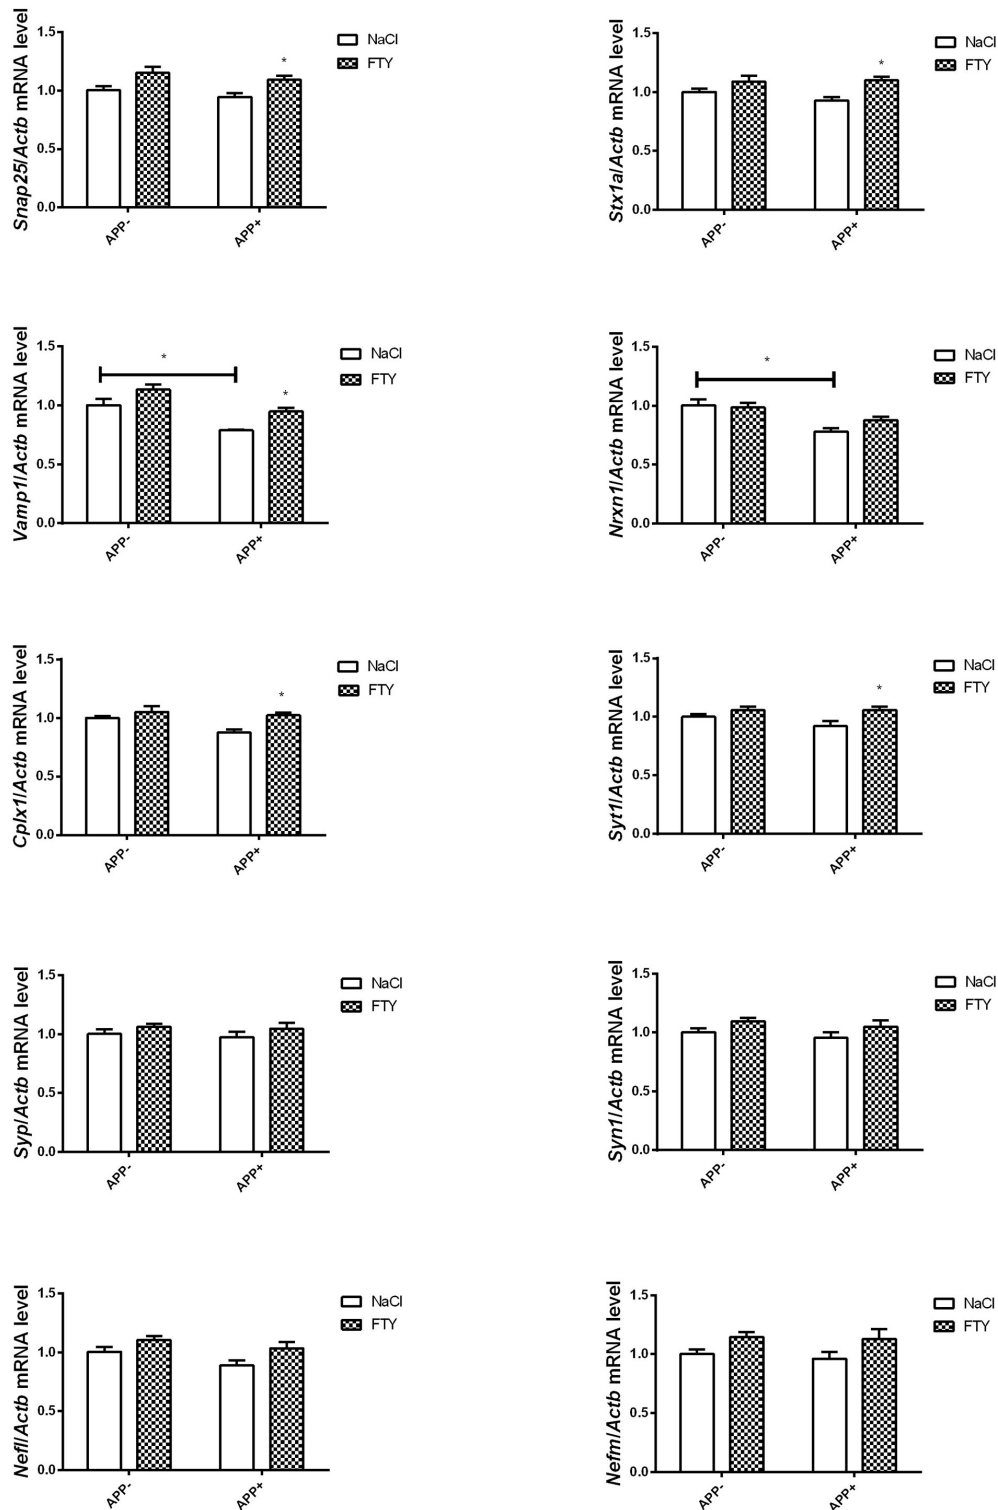 Snap25/Actb mRNA level
1.5
1.0
0.5
0.0
*
APP-
APP+
NaCl
FTY
Stx1a/Actb mRNA level
1.5
1.0
0.5
0.0
*
APP-
APP+
NaCl
FTY
Vamp1/Actb mRNA level
1.5
1.0
0.5
0.0
*
*
APP-
APP+
NaCl
FTY
Nrxn1/Actb mRNA level
1.5
1.0
0.5
0.0
*
APP-
APP+
NaCl
FTY
Cplx1/Actb mRNA level
1.5
1.0
0.5
0.0
*
APP-
APP+
NaCl
FTY
Syt1/Actb mRNA level
1.5
1.0
0.5
0.0
*
APP-
APP+
NaCl
FTY
Syp/Actb mRNA level
1.5
1.0
0.5
0.0
APP-
APP+
NaCl
FTY
Syn1/Actb mRNA level
1.5
1.0
0.5
0.0
APP-
APP+
NaCl
FTY
Nefl/Actb mRNA level
1.5
1.0
0.5
0.0
APP-
APP+
NaCl
FTY
Nefm/Actb mRNA level
1.5
1.0
0.5
0.0
APP-
APP+
NaCl
FTY